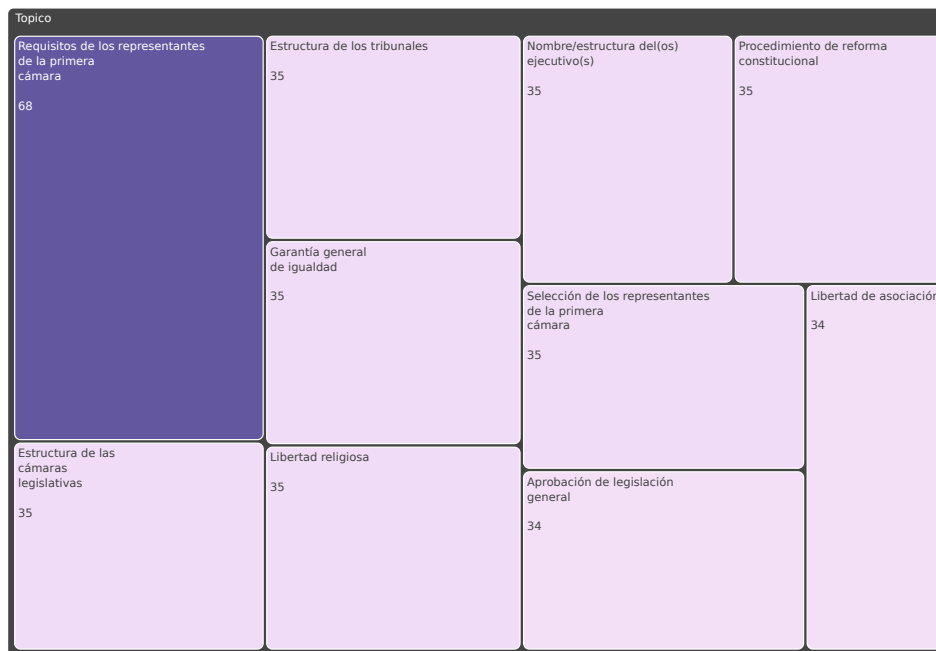 Topico
Requisitos de los representantes
de la primera
cámara
68
Estructura de los tribunales
35
Nombre/estructura del(os)
ejecutivo(s)
35
Procedimiento de reforma
constitucional
35
Garantía general
de igualdad
35
Selección de los representantes
de la primera
cámara
35
Libertad de asociación
34
Estructura de las
cámaras
legislativas
35
Libertad religiosa
35
Aprobación de legislación
general
34